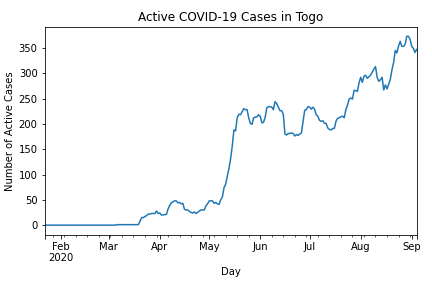 Active COVID-19 Cases in Togo
Number of Active Cases
350
300
250
200
150
100
50
0
Feb Mar Apr May Jun Jul Aug Sep
2020
Day